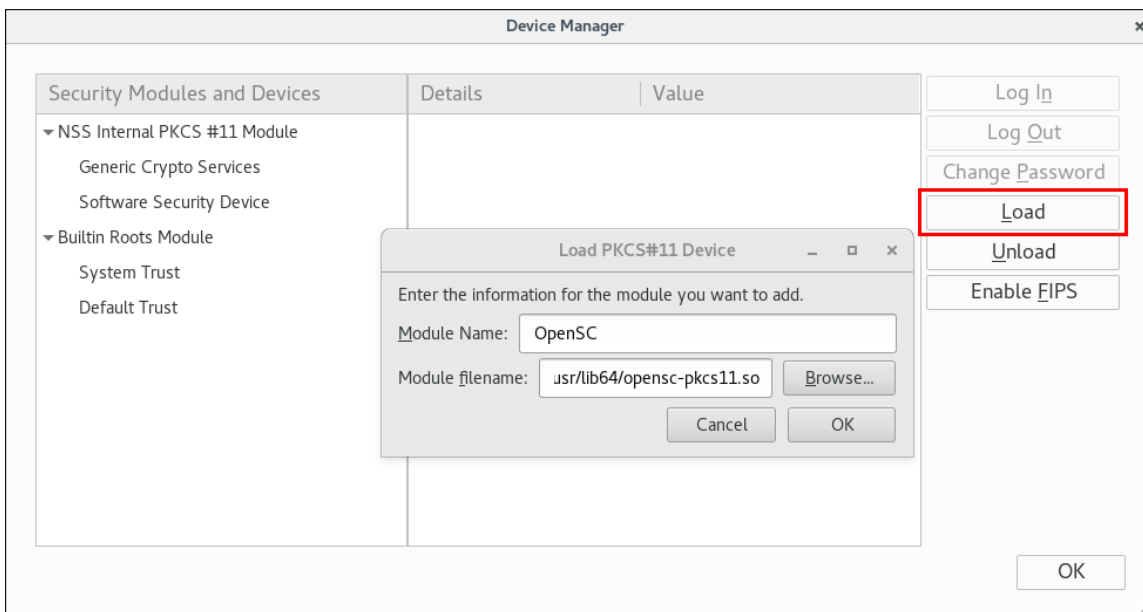 Device Manager
Security Modules and Devices
Details
Value
NSS Internal PKCS #11 Module
Generic Crypto Services
Software Security Device
Builtin Roots Module
System Trust
Default Trust
Log In
Log Out
Change Password
Load
Unload
Enable FIPS
Load PKCS#11 Device
Enter the information for the module you want to add.
Module Name: OpenSC
Module filename: usr/lib64/opensc-pkcs11.so Browse...
Cancel OK
OK